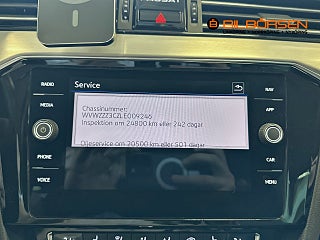 BILBÖRSEN
RADIO
MEDIA
PHONE
VOICE
NAV
APP
CAR
MENU
Service
Chassinummer:
WVWZZZ3CZLE009246
Inspektion om 24800 km eller 242 dagar
Oljeservice om 20500 km eller 501 dagar